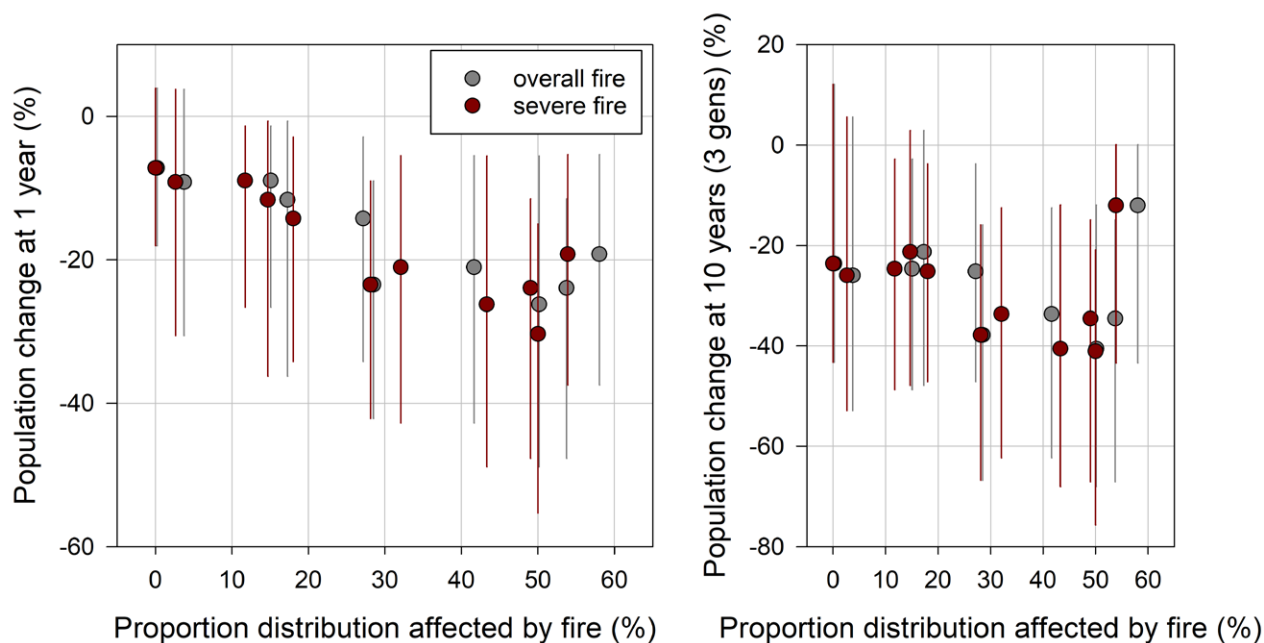 Population change at 1 year (%)
0
-20
-40
-60
overall fire
severe fire
0 10 20 30 40 50 60
Proportion distribution affected by fire (%)
Population change at 10 years (3 gens) (%)
20
0
-20
-40
-60
-80
0 10 20 30 40 50 60
Proportion distribution affected by fire (%)